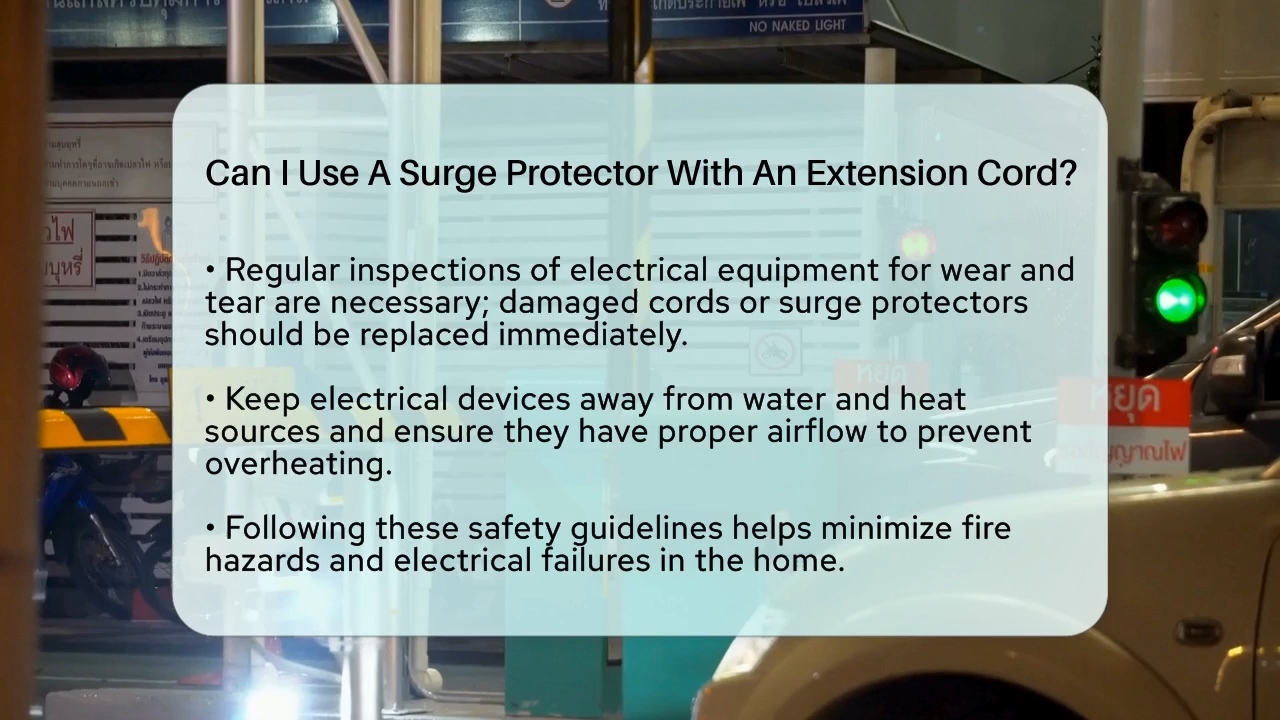 NO NAKED LIGHT
Can I Use A Surge Protector With An Extension Cord?
• Regular inspections of electrical equipment for wear and
tear are necessary; damaged cords or surge protectors
should be replaced immediately.
• Keep electrical devices away from water and heat
sources and ensure they have proper airflow to prevent
overheating.
• Following these safety guidelines helps minimize fire
hazards and electrical failures in the home.
หยุด
หยุด